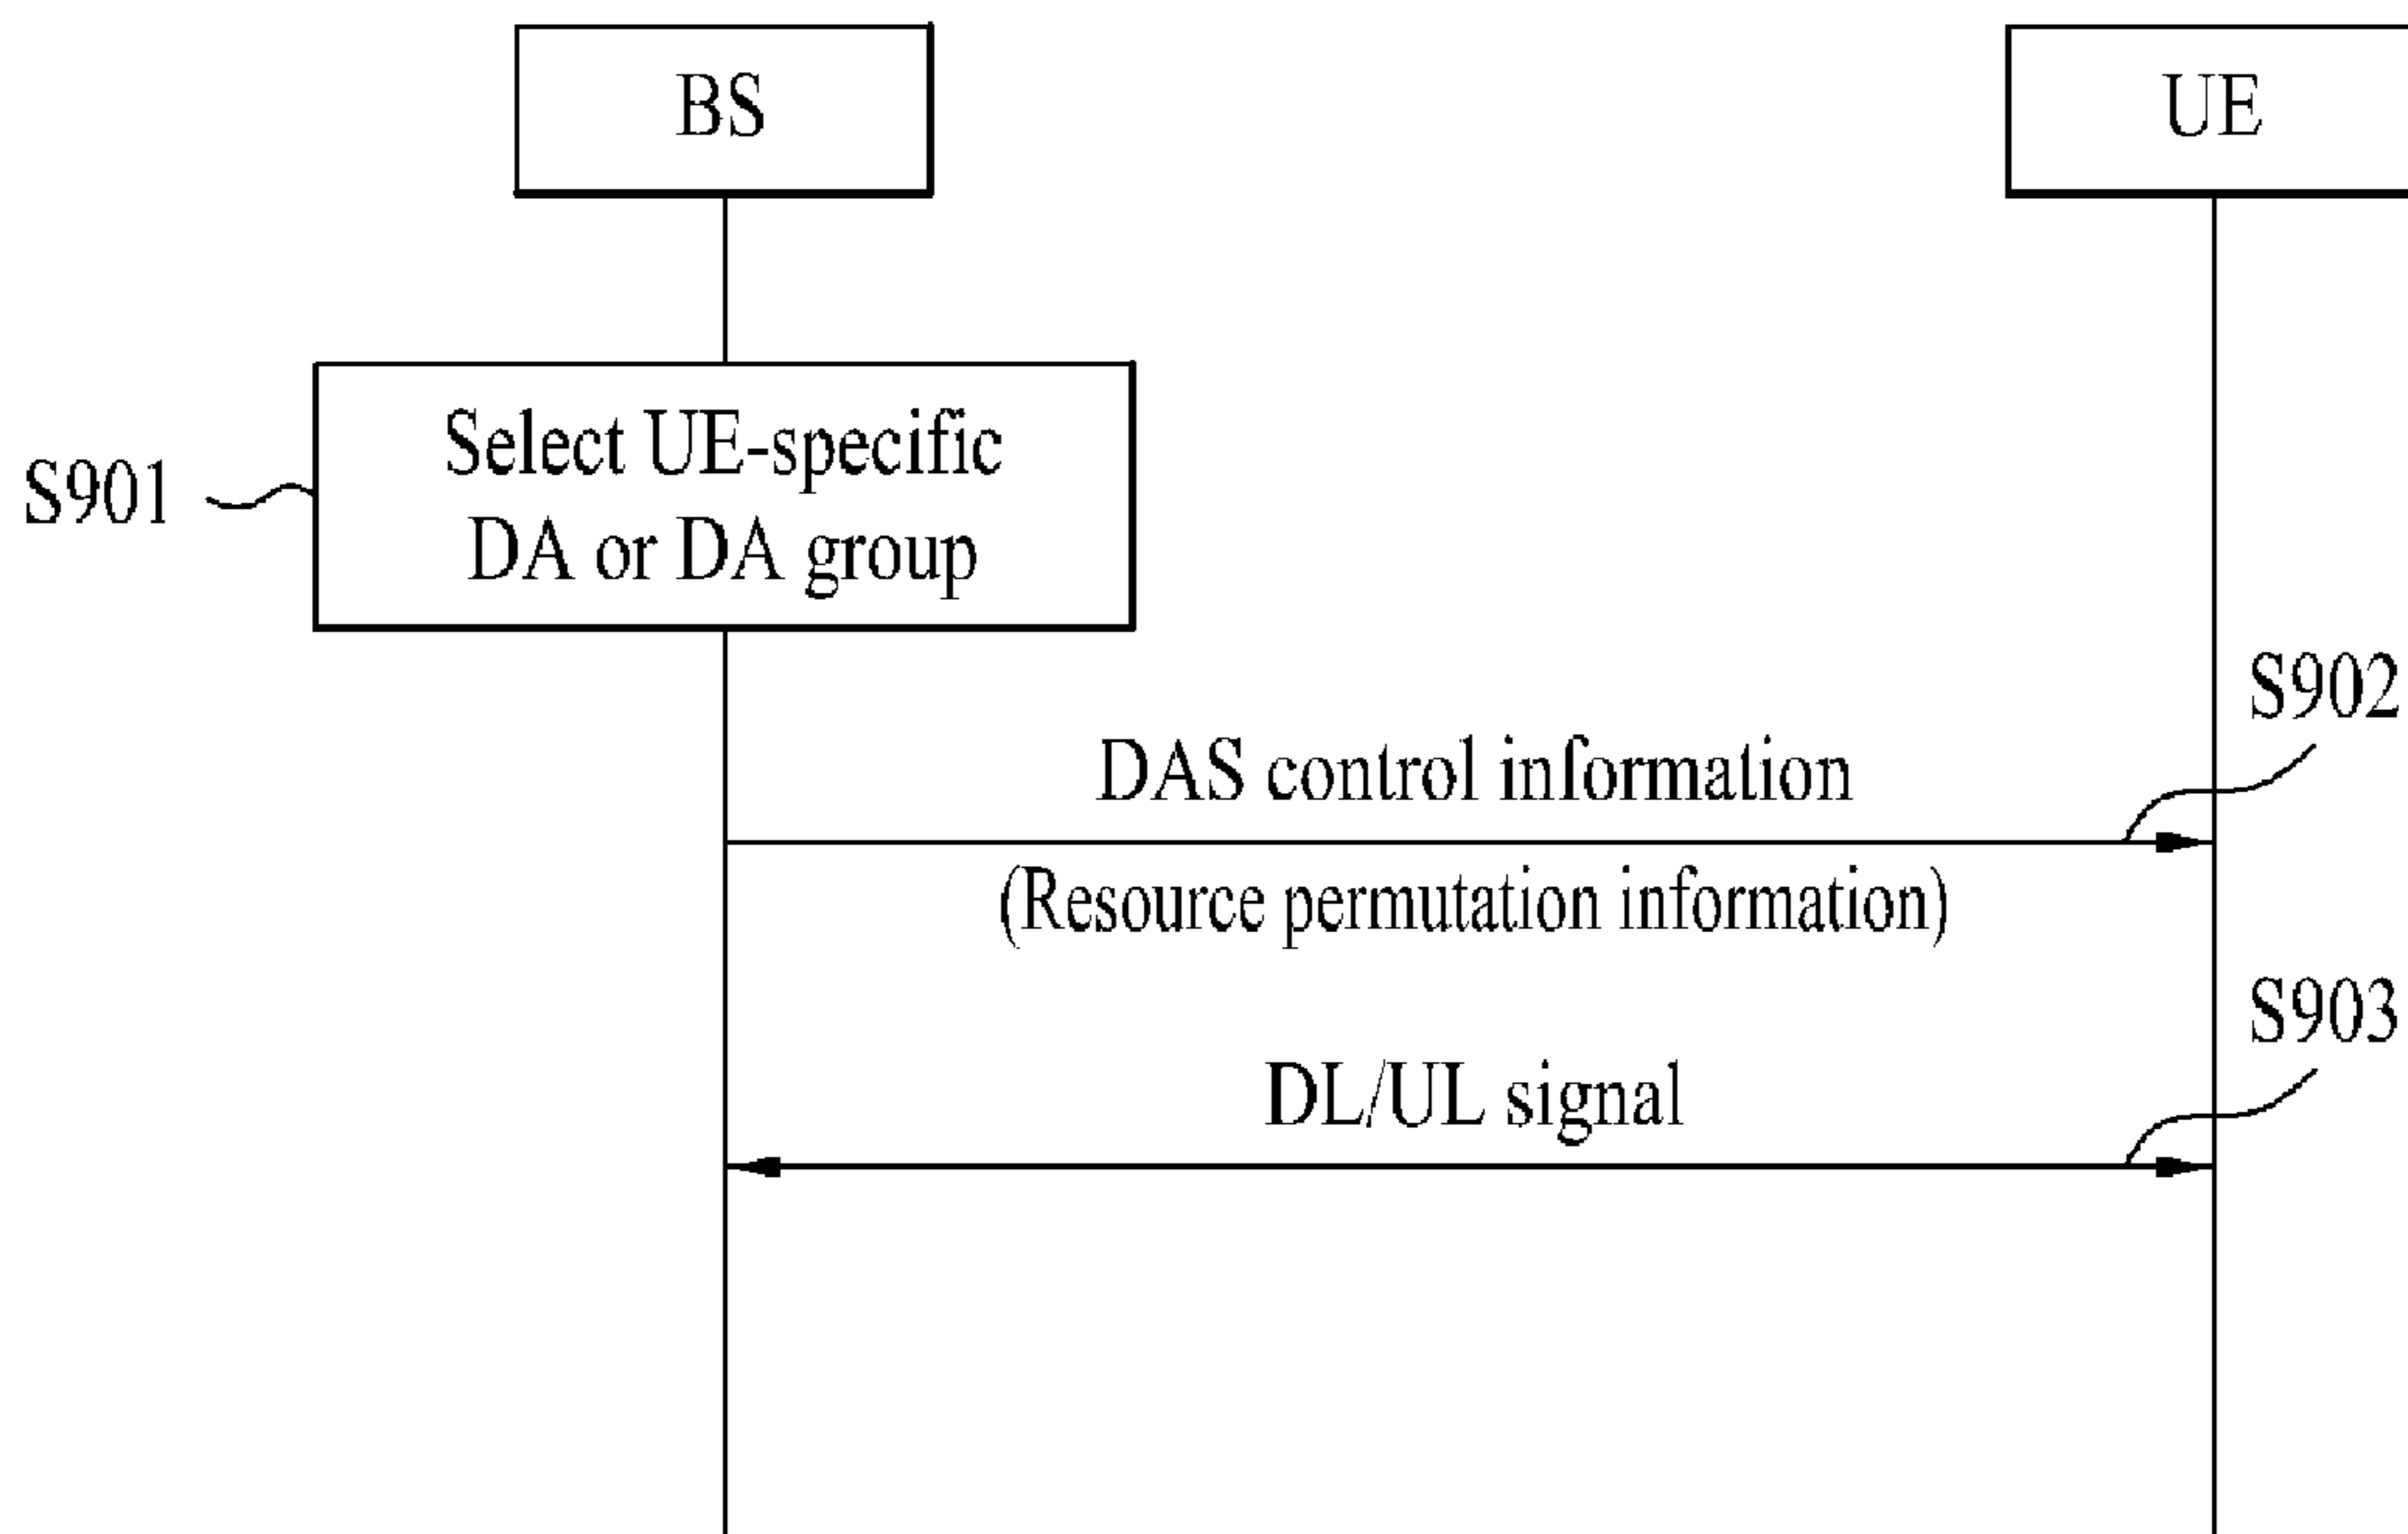 BS
UE
S901
Select UE-specific
DA or DA group
S902
DAS control information
(Resource permutation information)
S903
DL/UL signal